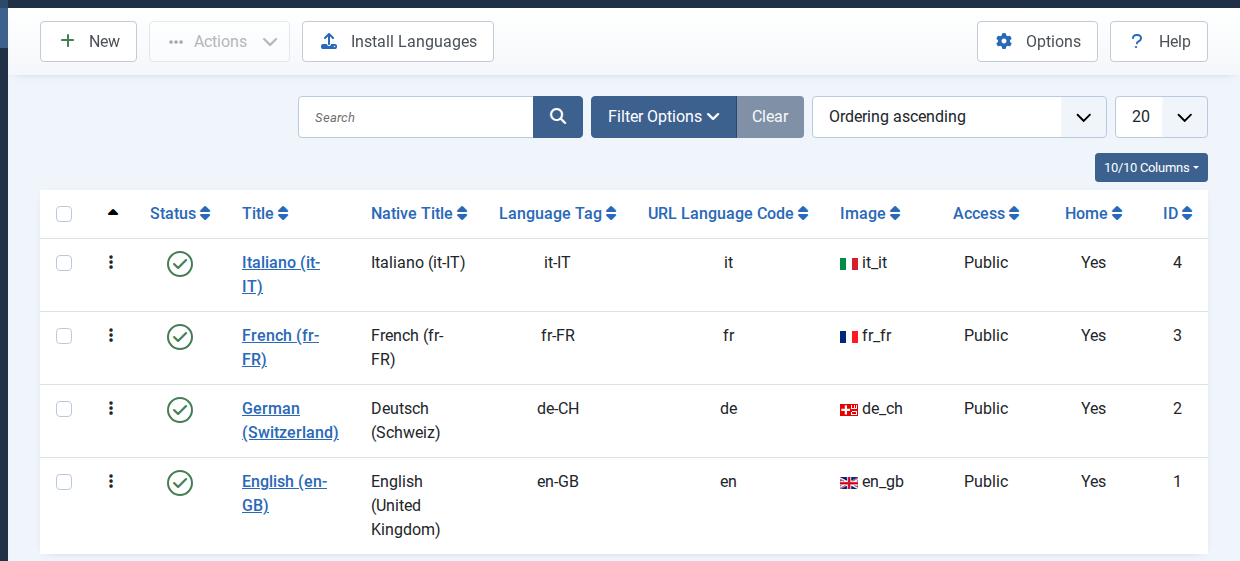 New Actions Install Languages Options ? Help
Search Filter Options Clear Ordering ascending 20
10/10 Columns
Status Title Native Title Language Tag URL Language Code Image Access Home ID
Italiano (it- Italiano (it-IT) it-IT it it_it Public Yes 4
IT)
French (fr- French (fr- fr-FR fr fr_fr Public Yes 3
FR) FR)
German Deutsch de-CH de de_ch Public Yes 2
(Switzerland) (Schweiz)
English (en- English en-GB en en_gb Public Yes 1
GB) (United
Kingdom)